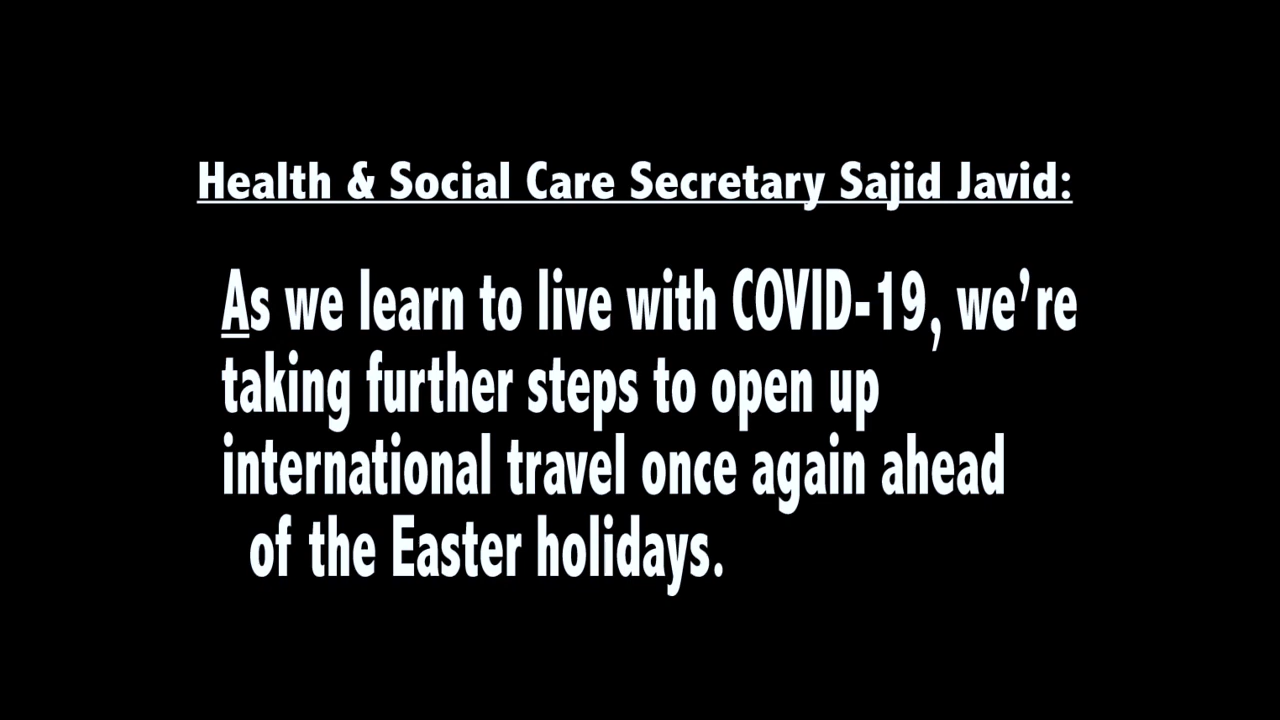 Health & Social Care Secretary Sajid Javid:
As we learn to live with COVID-19, we’re
taking further steps to open up
international travel once again ahead
of the Easter holidays.